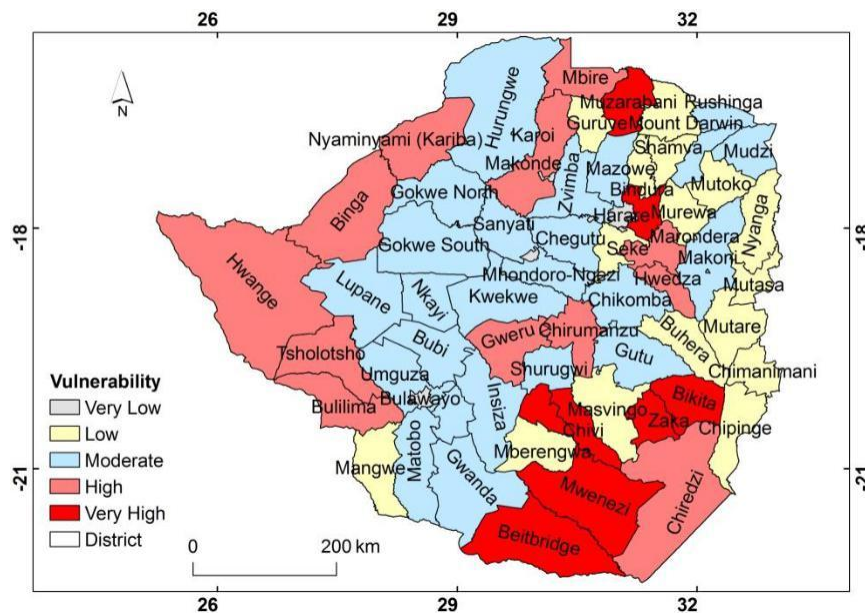 26 29 32
Mbire
Muzarabani Rushinga
Hurungwe
Guruve Mount Darwin
Nyaminyami (Kariba) Karoi
Shamva
Makonde Mazowe Mudzi
Zvimba
Gokwe North Bindura Mutoko
Binga
-18 Sanyati Harare Murewa -18
Nyanga
Gokwe South Chegutu Seke Marondera
Makoni
Hwange
Mhondoro-Ngezi Hwedza
Lupane Nkayi Kwekwe Chikomba Mutasa
Bubi Gweru Chirumanzu Buhera Mutare
Tsholotsho Gutu
Umguza Shurugwi Chimanimani
Vulnerability
Very Low
Low
Moderate
High
Very High
District
Bulawayo Insiza Bikita
Bulilima Masvingo
Chivi Zaka Chipinge
Mberengwa
-21 Mangwe Matobo Gwanda -21
Mwenezi Chiredzi
Beitbridge
N
0 200 km
26 29 32